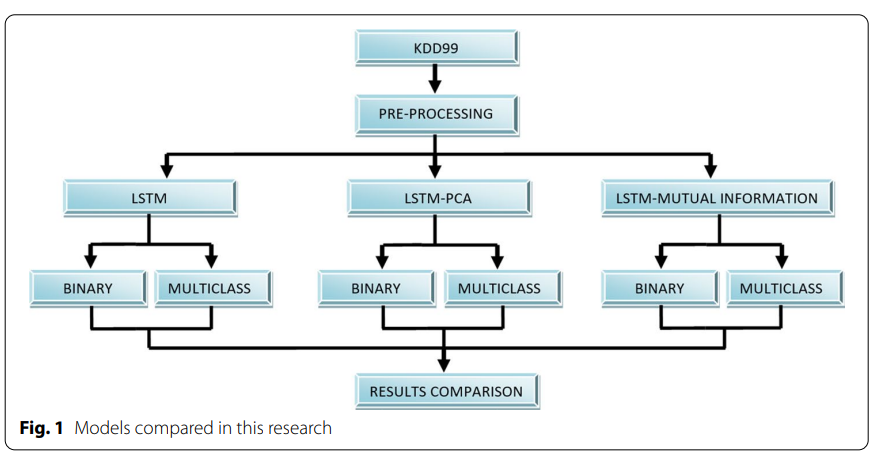 KDD99
PRE-PROCESSING
LSTM
LSTM-PCA
LSTM-MUTUAL INFORMATION
BINARY
MULTICLASS
BINARY
MULTICLASS
BINARY
MULTICLASS
RESULTS COMPARISON
Fig. 1 Models compared in this research